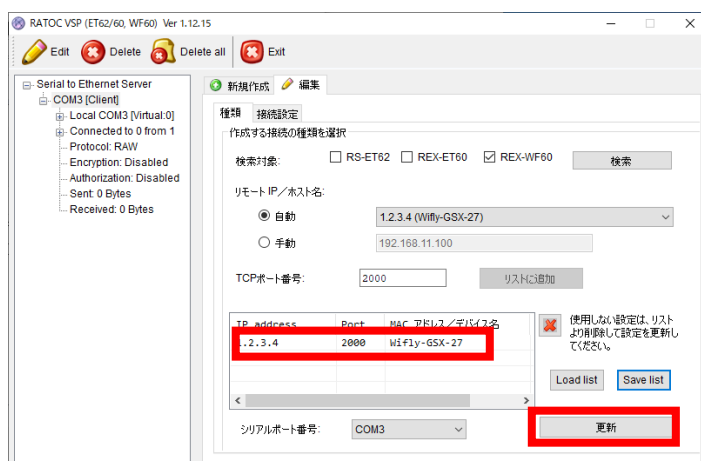 RATOC VSP (ET62/60, WF60) Ver 1.12.15
Edit Delete Delete all Exit
Serial to Ethernet Server
COM3 [Client]
Local COM3 [Virtual:0]
Connected to 0 from 1
Protocol: RAW
Encryption: Disabled
Authorization: Disabled
Sent: 0 Bytes
Received: 0 Bytes
新規作成 編集
種類 接続設定
作成する接続の種類を選択
検索対象: RS-ET62 REX-ET60 REX-WF60 検索
リモート IP/ホスト名:
自動 1.2.3.4 (Wifly-GSX-27)
手動 192.168.11.100
TCPポート番号: 2000 リストに追加
IP address Port MAC アドレス/デバイス名
1.2.3.4 2000 Wifly-GSX-27
使用しない設定は、リスト
より削除して設定を更新し
てください。
Load list Save list
シリアルポート番号: COM3 更新